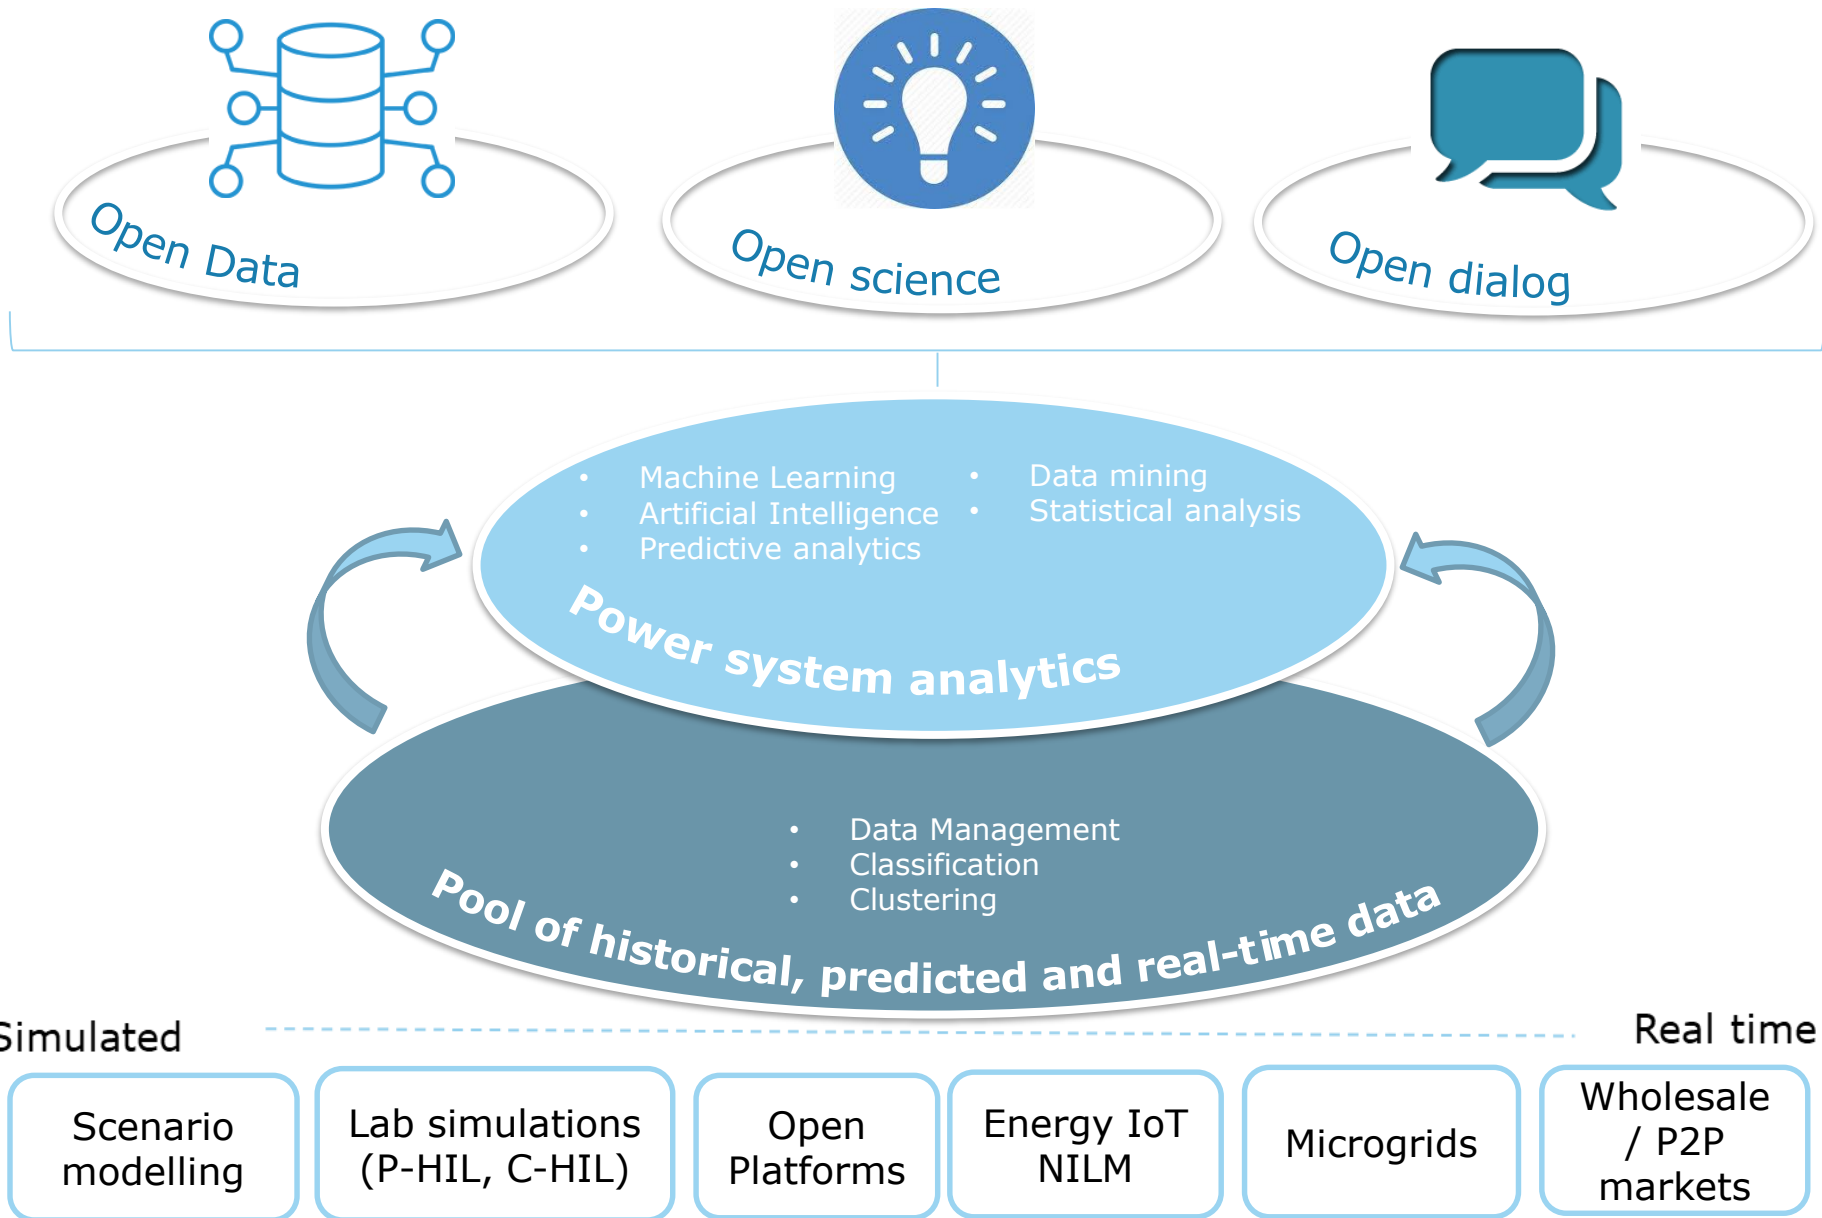 Open Data
Open science
Open dialog
• Machine Learning
• Artificial Intelligence
• Predictive analytics
• Data mining
• Statistical analysis
Power system analytics
• Data Management
• Classification
• Clustering
Pool of historical, predicted and real-time data
Simulated
Real time
Scenario
modelling
Lab simulations
(P-HIL, C-HIL)
Open
Platforms
Energy IoT
NILM
Microgrids
Wholesale
/ P2P
markets